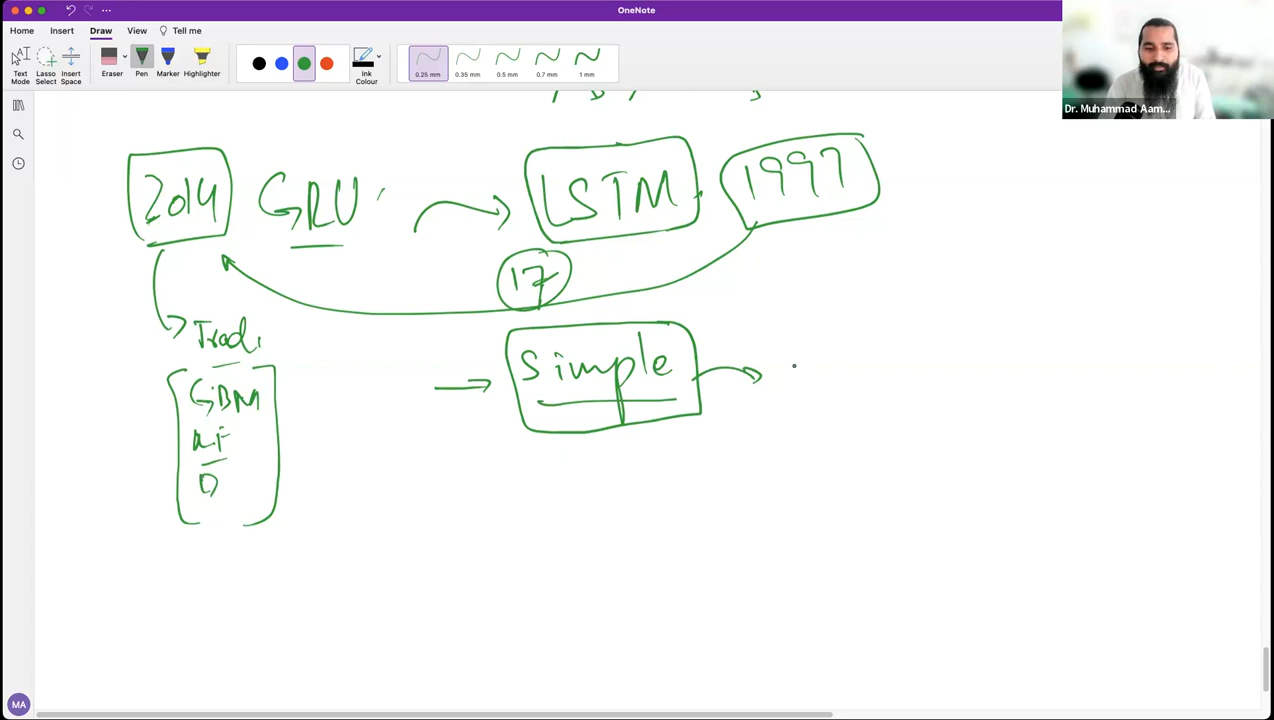 OneNote
Home Insert Draw View Tell me
Text Mode
Lasso Select
Insert Space
Eraser
Pen
Marker
Highlighter
Ink Colour
0.25 mm
0.35 mm
0.5 mm
0.7 mm
1 mm
Dr. Muhammad Aam...
2014 GRU LSTM 1997
17
Trad.
Simple
GBM
RF
D
MA